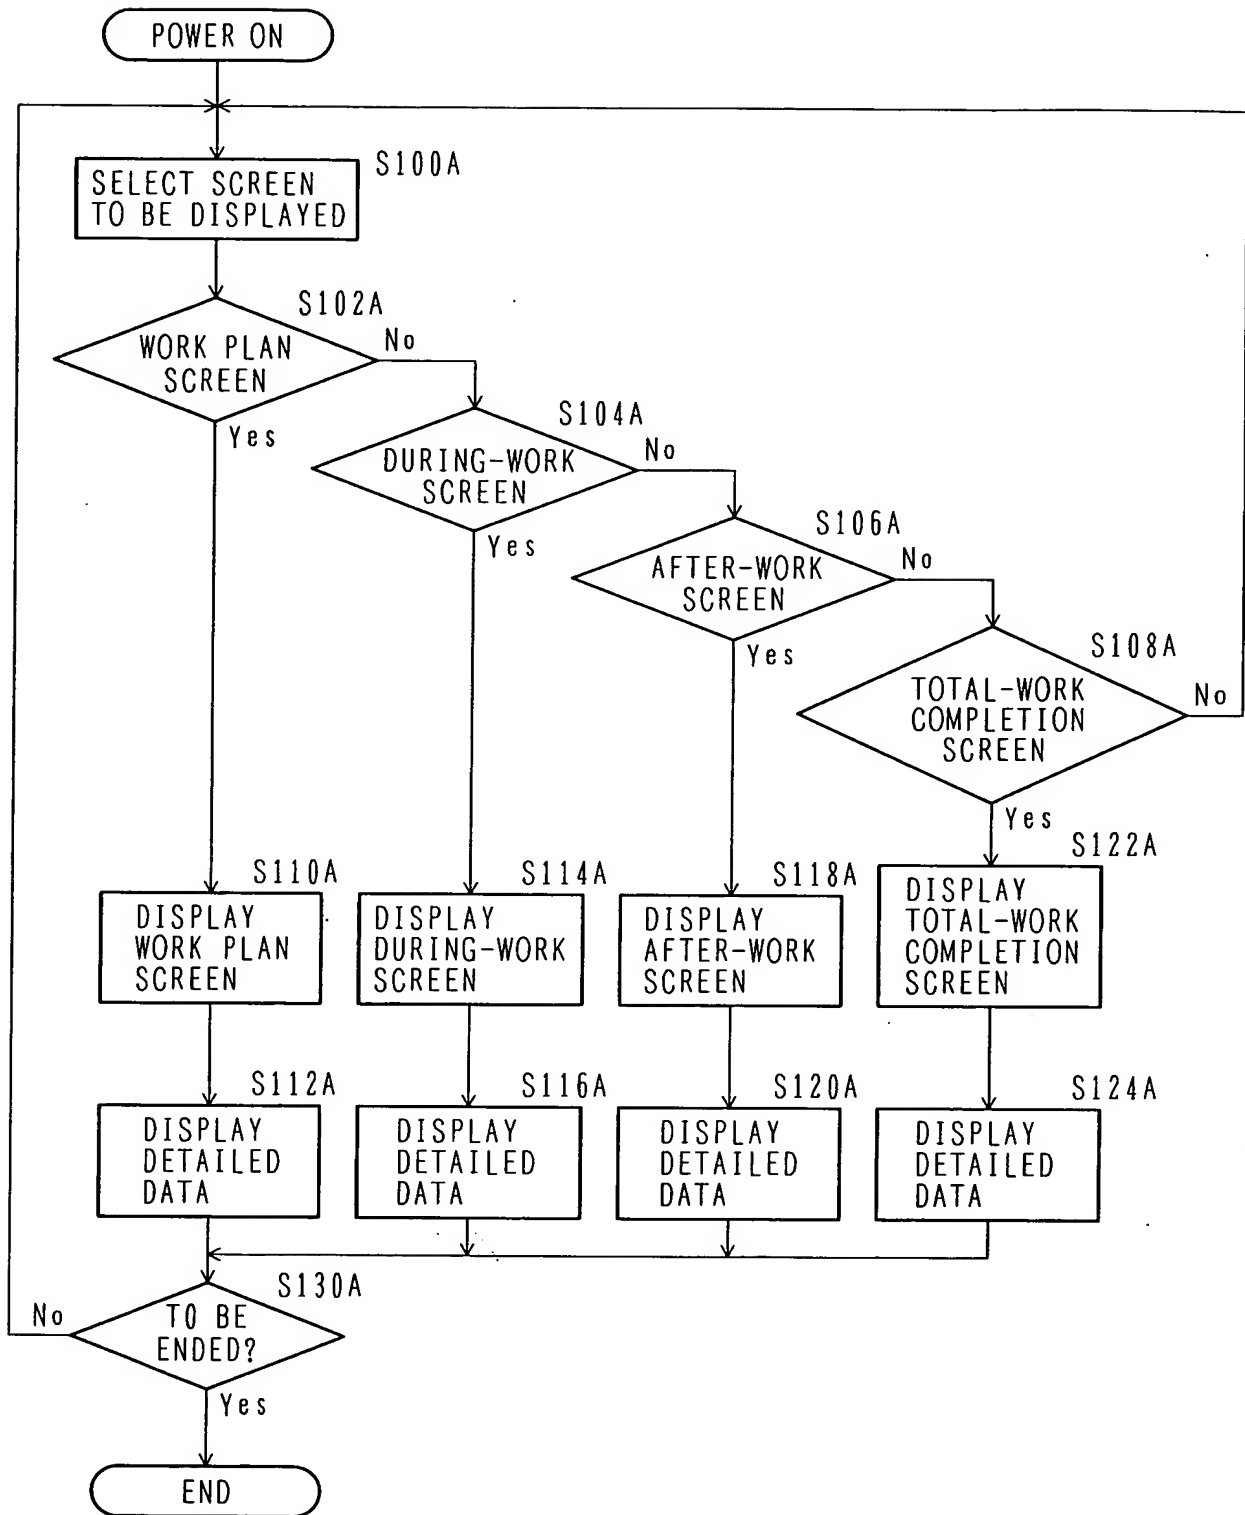 POWER ON
S100A
SELECT SCREEN
TO BE DISPLAYED
S102A
WORK PLAN
SCREEN
No
Yes
S104A
DURING-WORK
SCREEN
No
Yes
S106A
AFTER-WORK
SCREEN
No
Yes
S108A
TOTAL-WORK
COMPLETION
SCREEN
No
Yes
S110A
DISPLAY
WORK PLAN
SCREEN
S114A
DISPLAY
DURING-WORK
SCREEN
S118A
DISPLAY
AFTER-WORK
SCREEN
S122A
DISPLAY
TOTAL-WORK
COMPLETION
SCREEN
S112A
DISPLAY
DETAILED
DATA
S116A
DISPLAY
DETAILED
DATA
S120A
DISPLAY
DETAILED
DATA
S124A
DISPLAY
DETAILED
DATA
S130A
TO BE
ENDED?
No
Yes
END